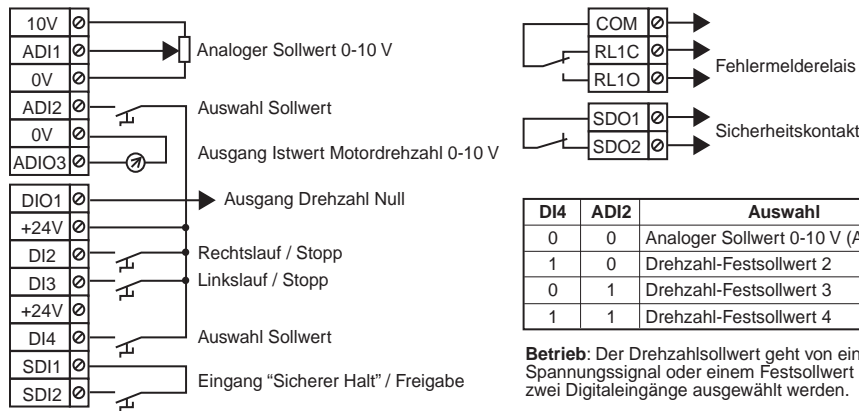 10V
ADI1
0V
Analoger Sollwert 0-10 V
ADI2
Auswahl Sollwert
0V
ADIO3
Ausgang Istwert Motordrehzahl 0-10 V
DIO1
Ausgang Drehzahl Null
+24V
DI2
Rechtslauf / Stopp
DI3
Linkslauf / Stopp
+24V
DI4
Auswahl Sollwert
SDI1
SDI2
Eingang “Sicherer Halt” / Freigabe
COM
RL1C
RL1O
Fehlermelderelais
SDO1
SDO2
Sicherheitskontakt
DI4 ADI2 Auswahl
0 0 Analoger Sollwert 0-10 V
1 0 Drehzahl-Festsollwert 2
0 1 Drehzahl-Festsollwert 3
1 1 Drehzahl-Festsollwert 4
Betrieb: Der Drehzahlsollwert geht von
Spannungssignal oder einem Festsollwert
zwei Digitaleingänge ausgewählt werden.